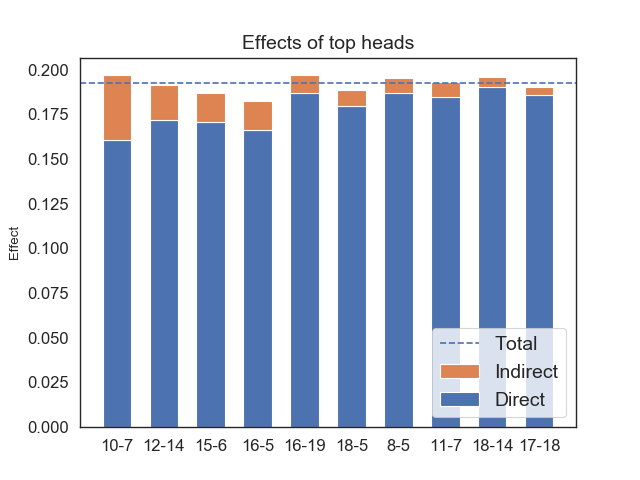 Effects of top heads
0.200
0.175
0.150
0.125
0.100
0.075
0.050
0.025
0.000
Effect
Total
Indirect
Direct
10-7 12-14 15-6 16-5 16-19 18-5 8-5 11-7 18-14 17-18